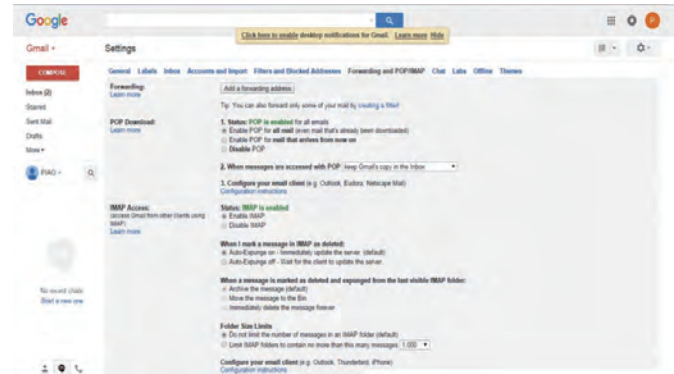 Google
Click here to enable desktop notifications for Gmail. Learn more Hide
Gmail
Settings
COMPOSE
General Labels Inbox Accounts and Import Filters and Blocked Addresses Forwarding and POP/IMAP Chat Labs Offline Themes
Inbox (2)
Starred
Sent Mail
Drafts
More
PIAO
No recent chats
Start a new one
Forwarding:
Learn more
Add a forwarding address
Tip: You can also forward only some of your mail by creating a filter!
POP Download:
Learn more
1. Status: POP is enabled for all emails
Enable POP for all mail (even mail that's already been downloaded)
Enable POP for mail that arrives from now on
Disable POP
2. When messages are accessed with POP keep Gmail's copy in the Inbox
3. Configure your email client (e.g. Outlook, Eudora, Netscape Mail)
Configuration instructions
IMAP Access:
(access Gmail from other clients using
IMAP)
Learn more
Status: IMAP is enabled
Enable IMAP
Disable IMAP
When I mark a message in IMAP as deleted:
Auto-Expunge on - Immediately update the server. (default)
Auto-Expunge off - Wait for the client to update the server.
When a message is marked as deleted and expunged from the last visible IMAP folder:
Archive the message (default)
Move the message to the Bin
Immediately delete the message forever
Folder Size Limits
Do not limit the number of messages in an IMAP folder (default)
Limit IMAP folders to contain no more than this many messages 1,000
Configure your email client (e.g. Outlook, Thunderbird, iPhone)
Configuration instructions